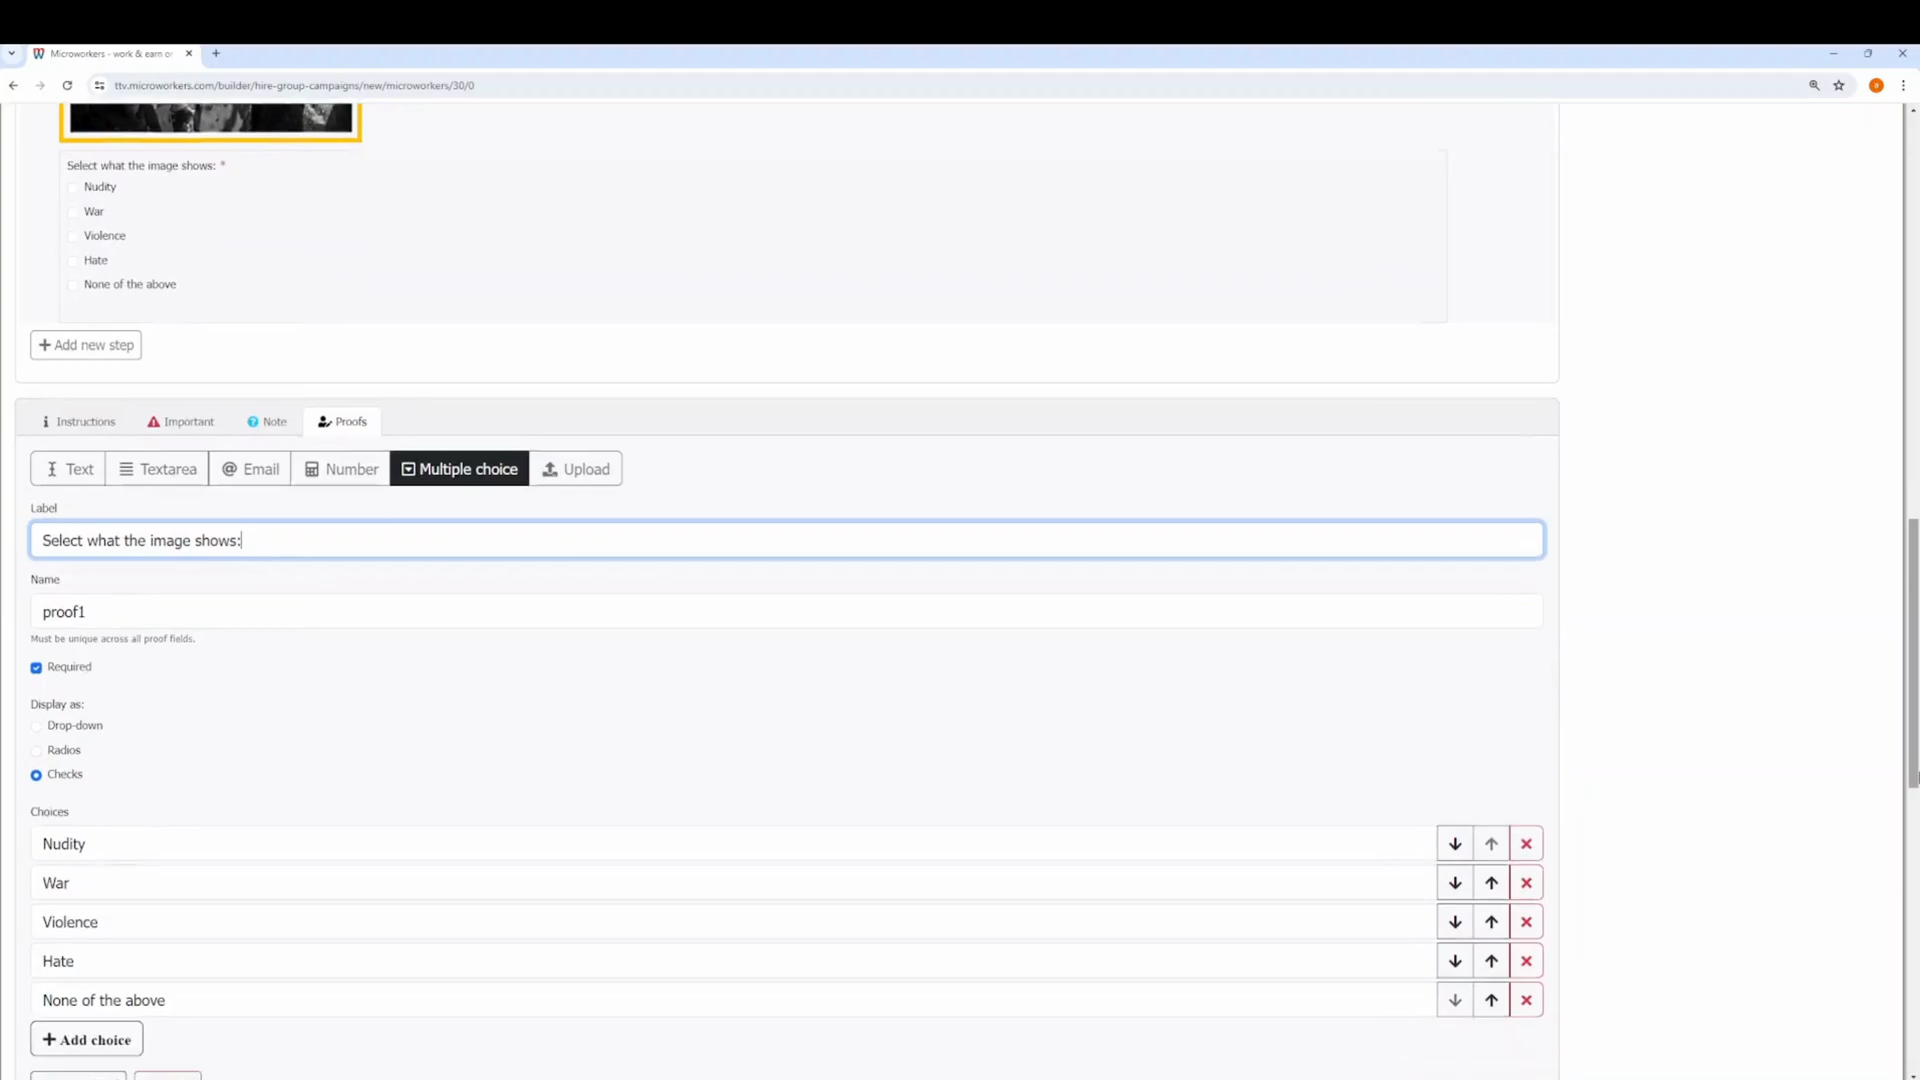 Microworkers - work & earn or
ttv.microworkers.com/builder/hire-group-campaigns/new/microworkers/30/0
Select what the image shows: *
Nudity
War
Violence
Hate
None of the above
+ Add new step
Instructions
Important
Note
Proofs
Text
Textarea
@ Email
Number
Multiple choice
Upload
Label
Select what the image shows:
Name
proof1
Must be unique across all proof fields.
Required
Display as:
Drop-down
Radios
Checks
Choices
Nudity
War
Violence
Hate
None of the above
+ Add choice